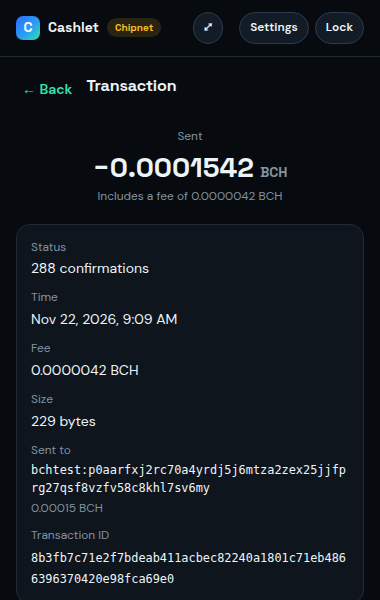 C Cashlet Chipnet Settings Lock
← Back Transaction
Sent
-0.0001542 BCH
Includes a fee of 0.0000042 BCH
Status
288 confirmations
Time
Nov 22, 2026, 9:09 AM
Fee
0.0000042 BCH
Size
229 bytes
Sent to
bchtest:p0aarfxj2rc70a4yrdj5j6mtza2zex25jjfp
rg27qsf8vzfv58c8khl7sv6my
0.00015 BCH
Transaction ID
8b3fb7c71e2f7bdeab411acbec82240a1801c71eb486
6396370420e98fca69e0